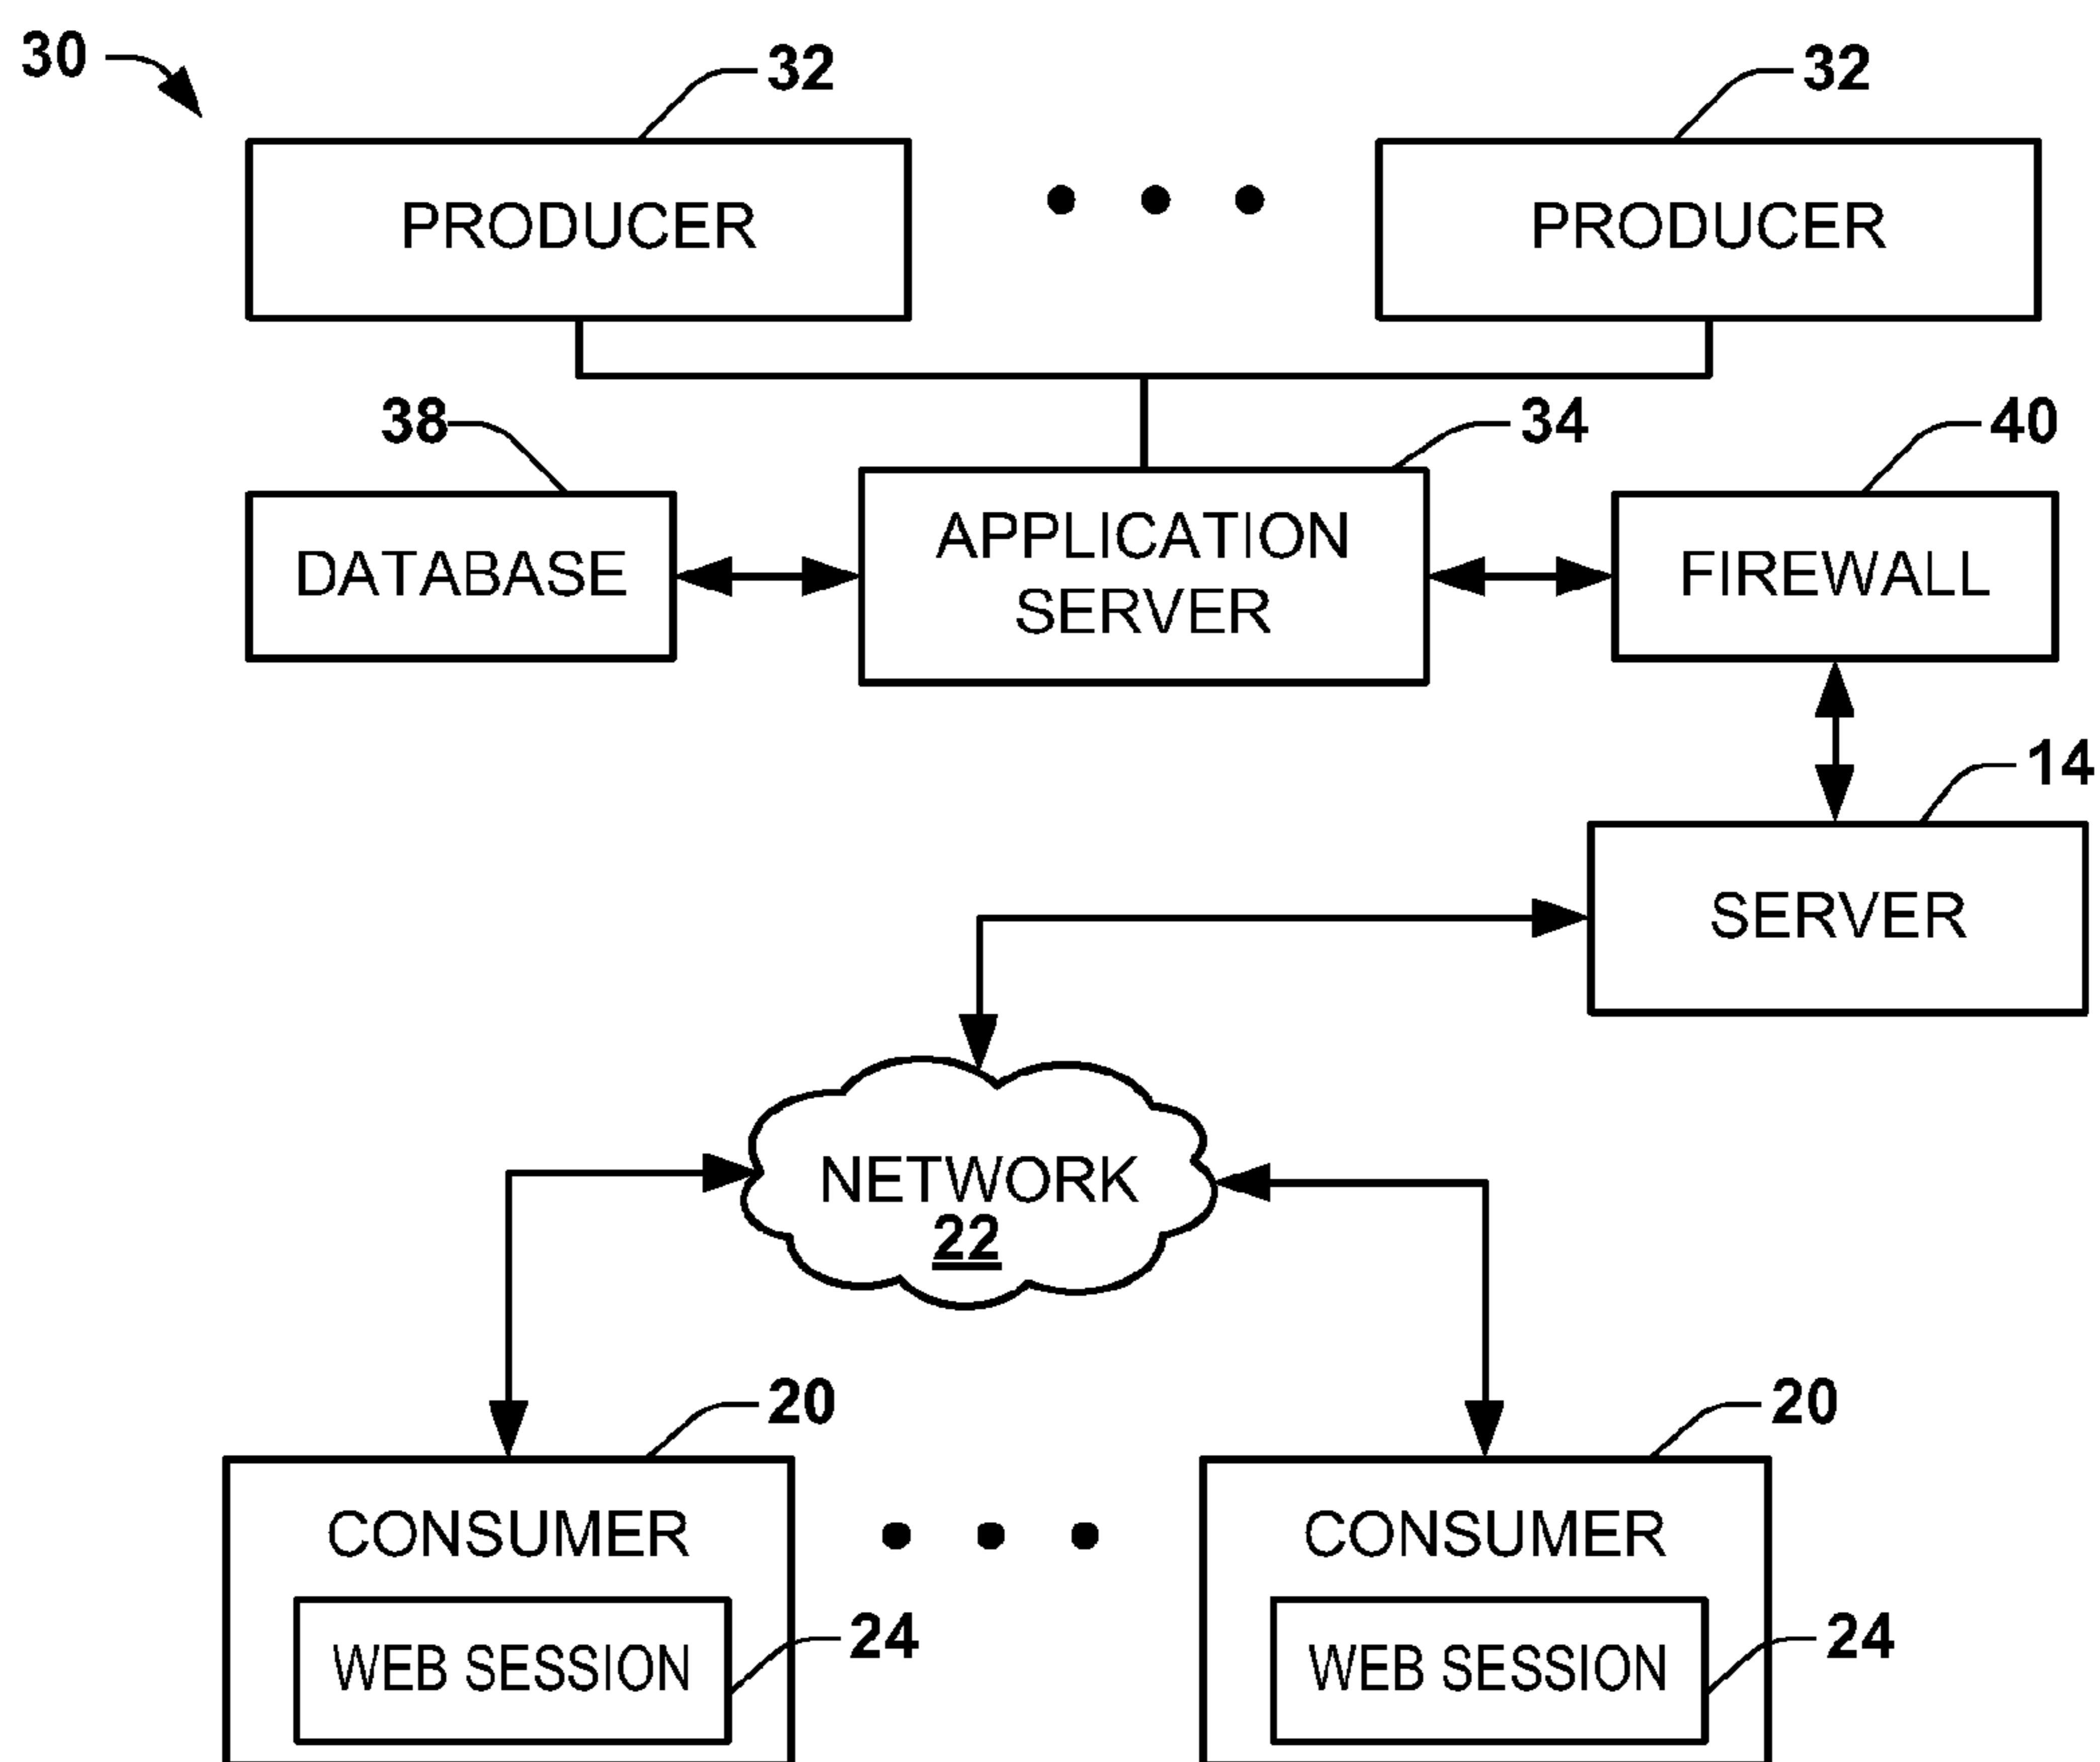 30
32
32
PRODUCER
PRODUCER
38
34
40
DATABASE
APPLICATION
SERVER
FIREWALL
14
SERVER
NETWORK
22
20
20
CONSUMER
CONSUMER
WEB SESSION
24
WEB SESSION
24